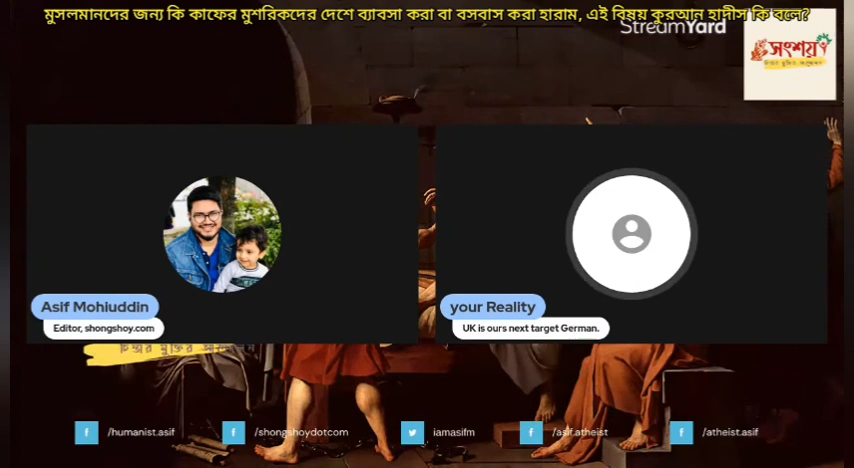 মুসলমানদের জন্য কি কাফের মুশরিকদের দেশে ব্যাবসা করা বা বসবাস করা হারাম, এই বিষয় কুরআন হাদীস কি বলে?
StreamYard
সংশয়
Asif Mohiuddin
Editor, shongshoy.com
your Reality
UK is ours next target German.
/humanist.asif
/shongshoydotcom
iamasifm
/asif.atheist
/atheist.asif